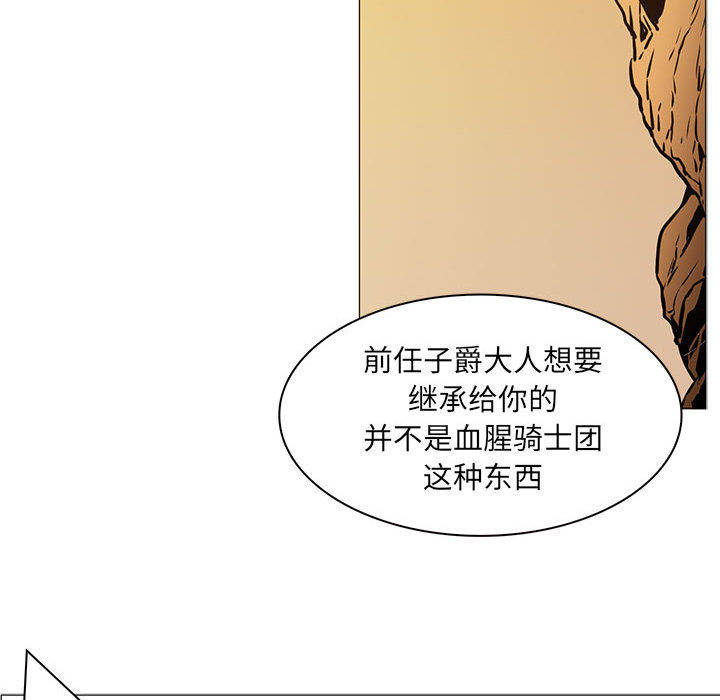 前任子爵大人想要
继承给你的
并不是血腥骑士团
这种东西